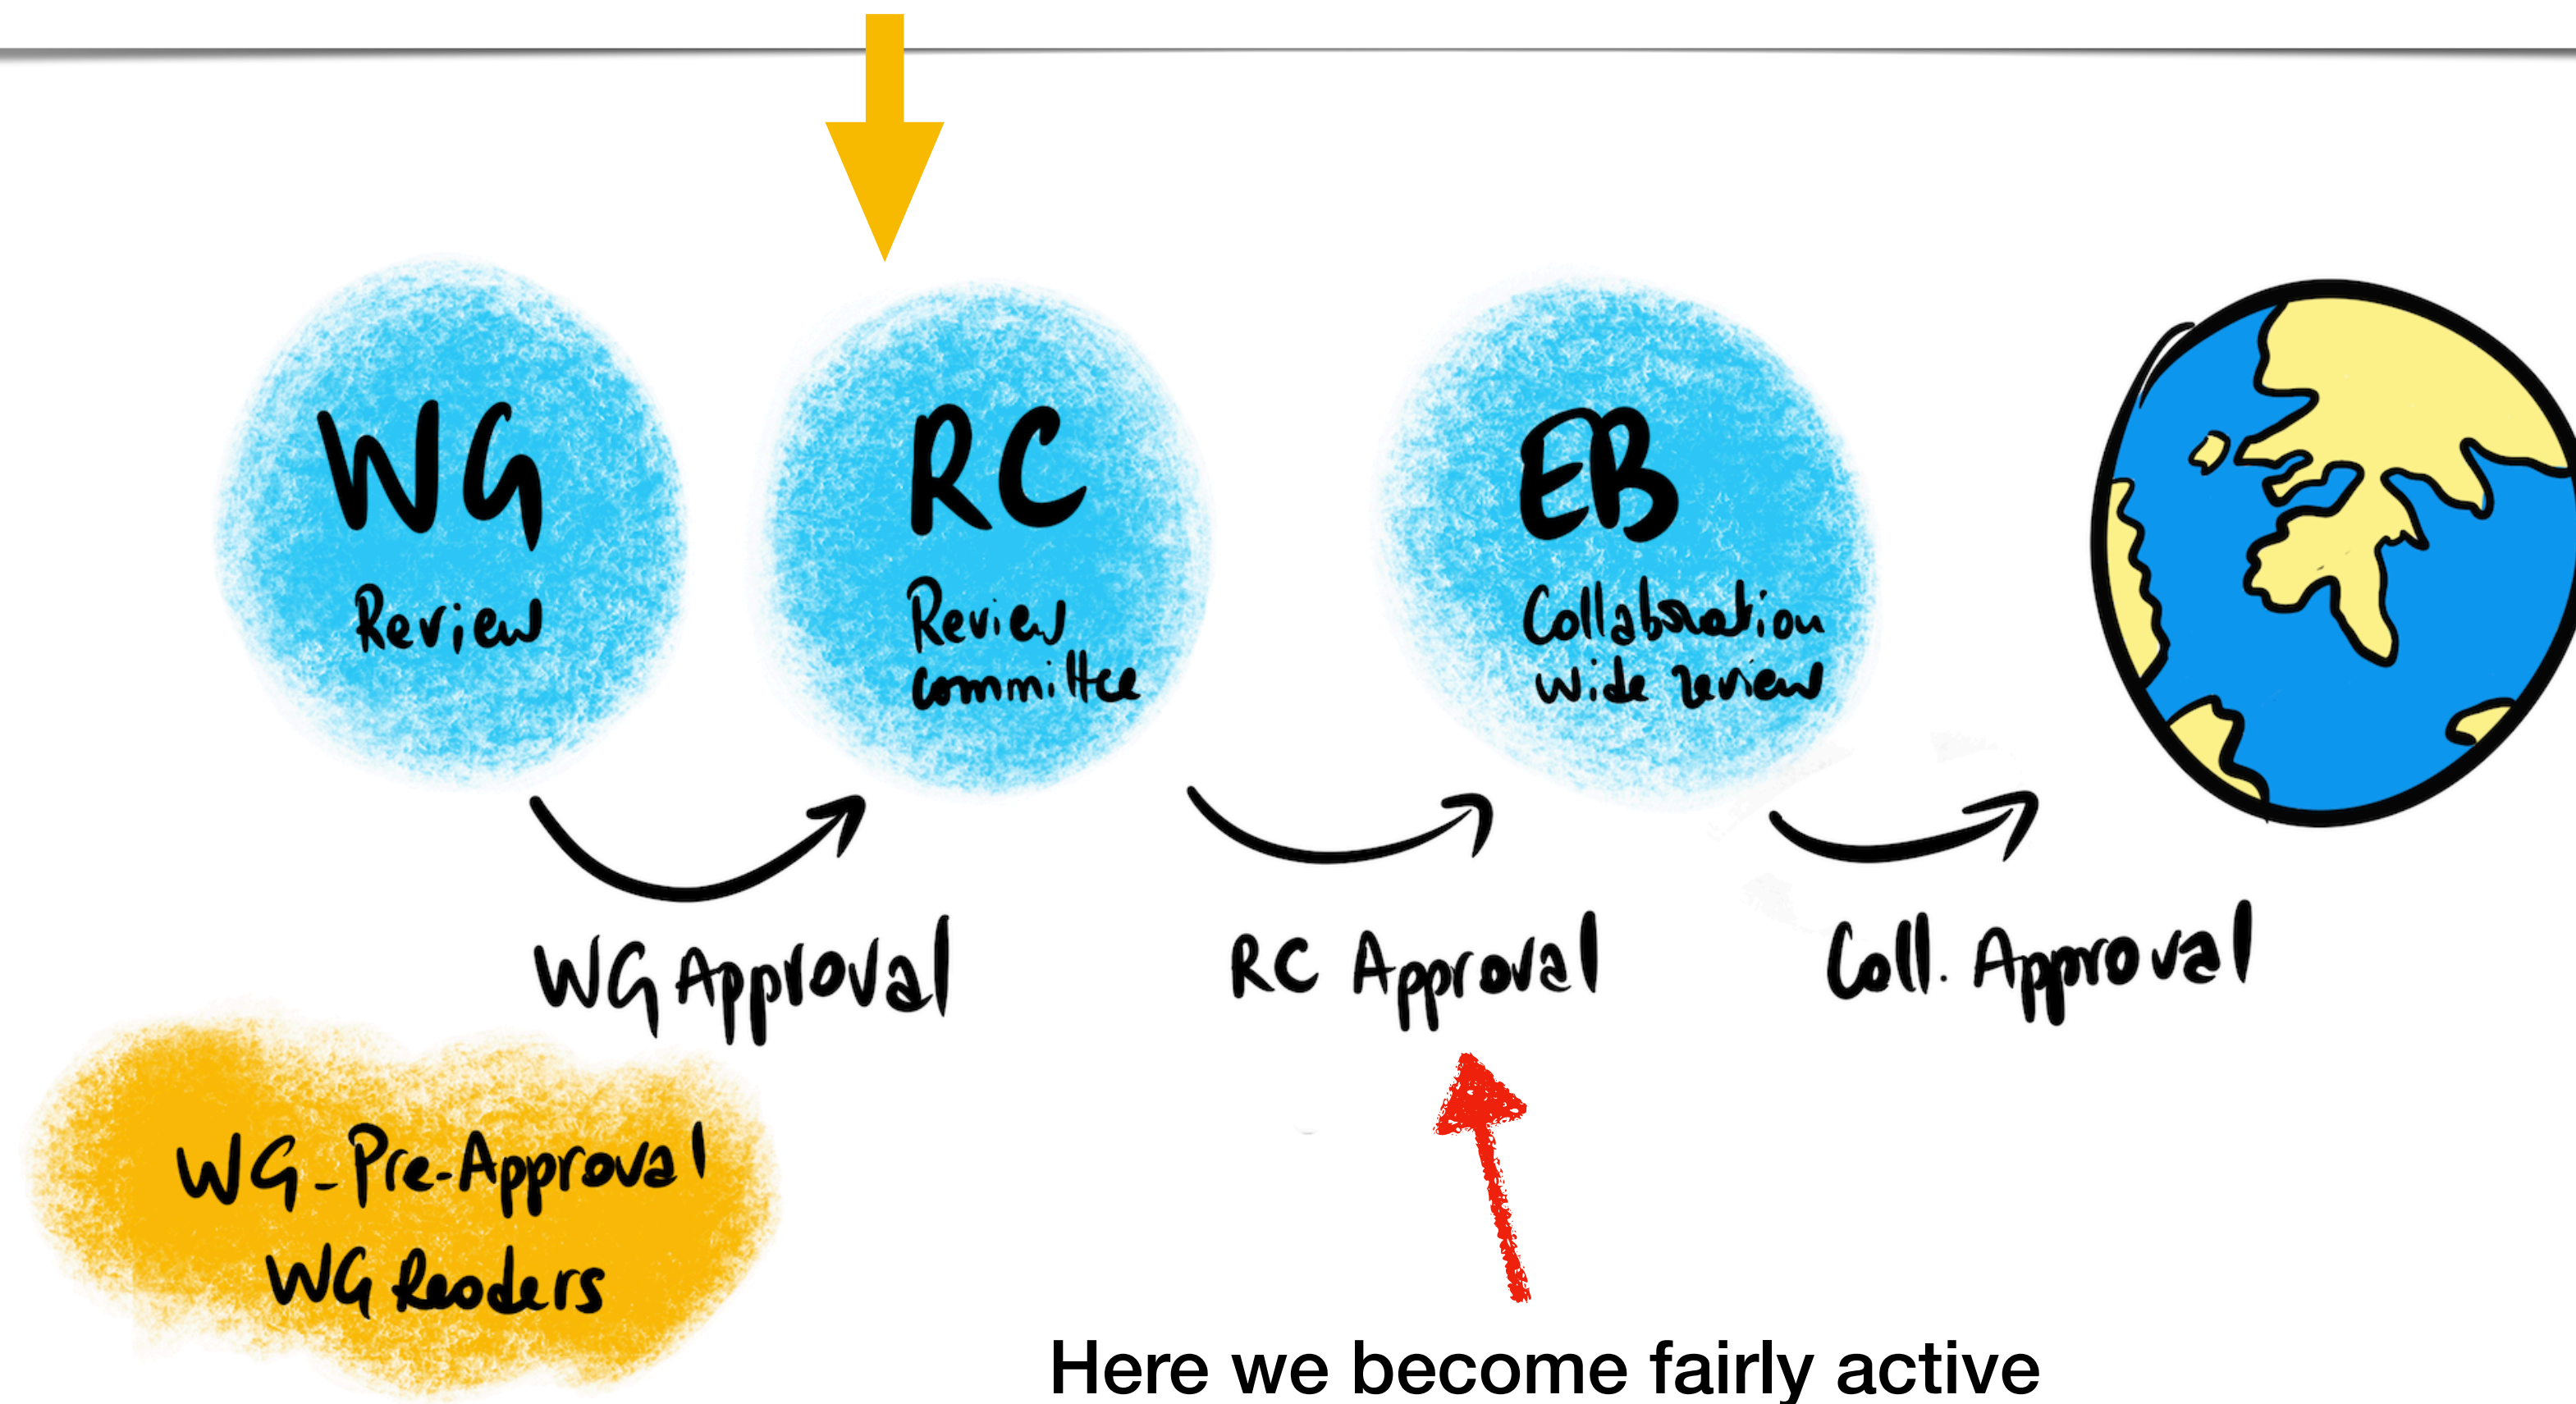 WG
Review
RC
Review
committee
EB
Collaboration
wide review
WG Approval
RC Approval
Coll. Approval
WG-Pre-Approval
WG Readers
Here we become fairly active